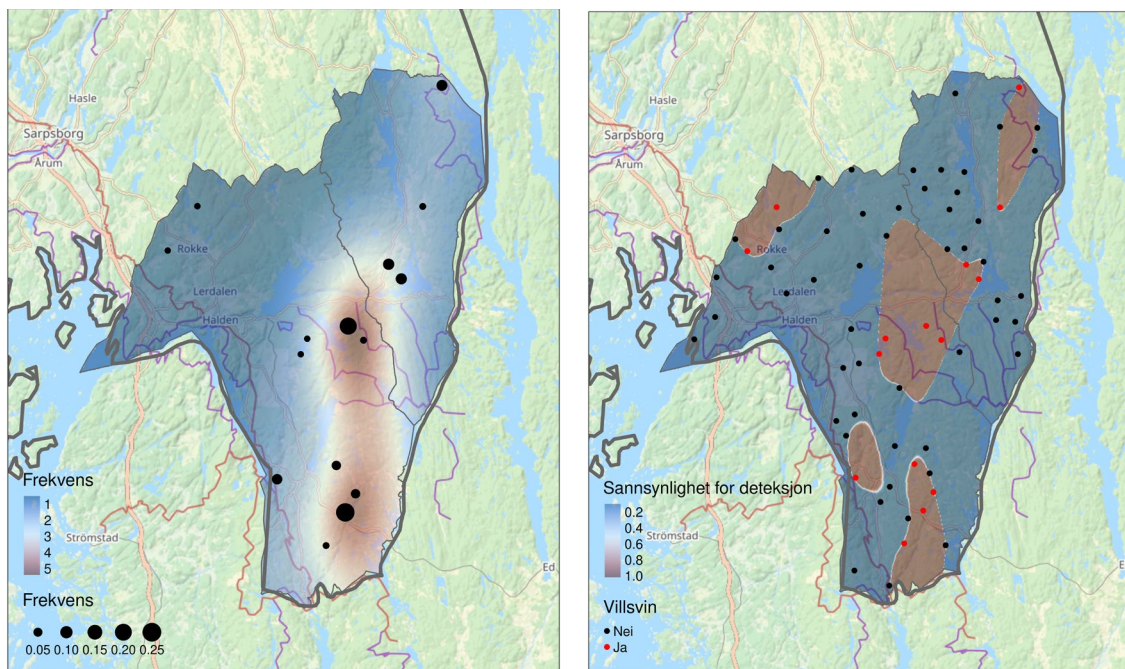 Hasle
Sarpsborg
Årum
Rokke
Lerdalen
Halden
Frekvens
1
2
3
4
5
Strömstad
Ed
Frekvens
0.05 0.10 0.15 0.20 0.25
Hasle
Sarpsborg
Årum
Rokke
Lerdalen
Halden
Sannsynlighet for deteksjon
0.2
0.4
0.6
0.8
1.0
Strömstad
Villsvin
Nei
Ja